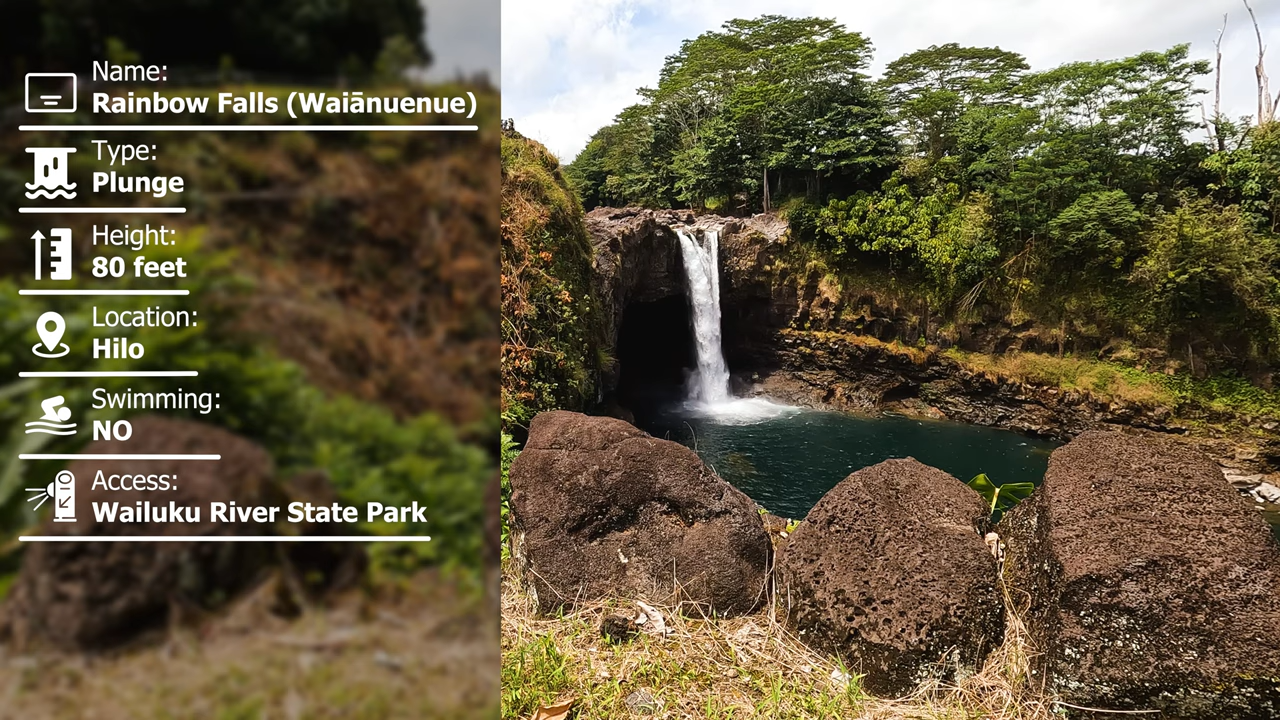 Name:
Rainbow Falls (Waiānuenue)
Type:
Plunge
Height:
80 feet
Location:
Hilo
Swimming:
NO
Access:
Wailuku River State Park